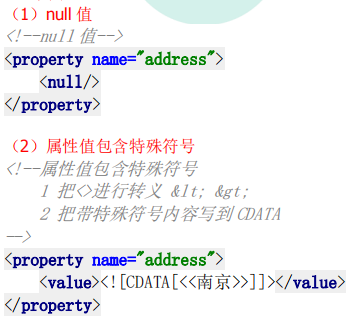 （1）null 值
<!--null 值-->
<property name="address">
<null/>
</property>
（2）属性值包含特殊符号
<!--属性值包含特殊符号
1 把<>进行转义 &lt; &gt;
2 把带特殊符号内容写到 CDATA
-->
<property name="address">
<value><![CDATA[<<南京>>]]></value>
</property>